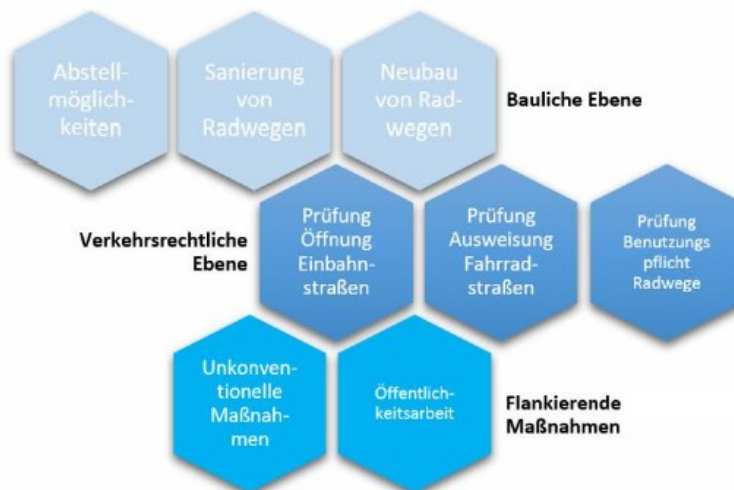 Abstell-
möglich-
keiten
Sanierung
von
Radwegen
Neubau
von Rad-
wegen
Bauliche Ebene
Verkehrsrechtliche
Ebene
Prüfung
Öffnung
Einbahn-
straßen
Prüfung
Ausweisung
Fahrrad-
straßen
Prüfung
Benutzungs
pflicht
Radwege
Unkonven-
tionelle
Maßnah-
men
Öffentlich-
keitsarbeit
Flankierende
Maßnahmen